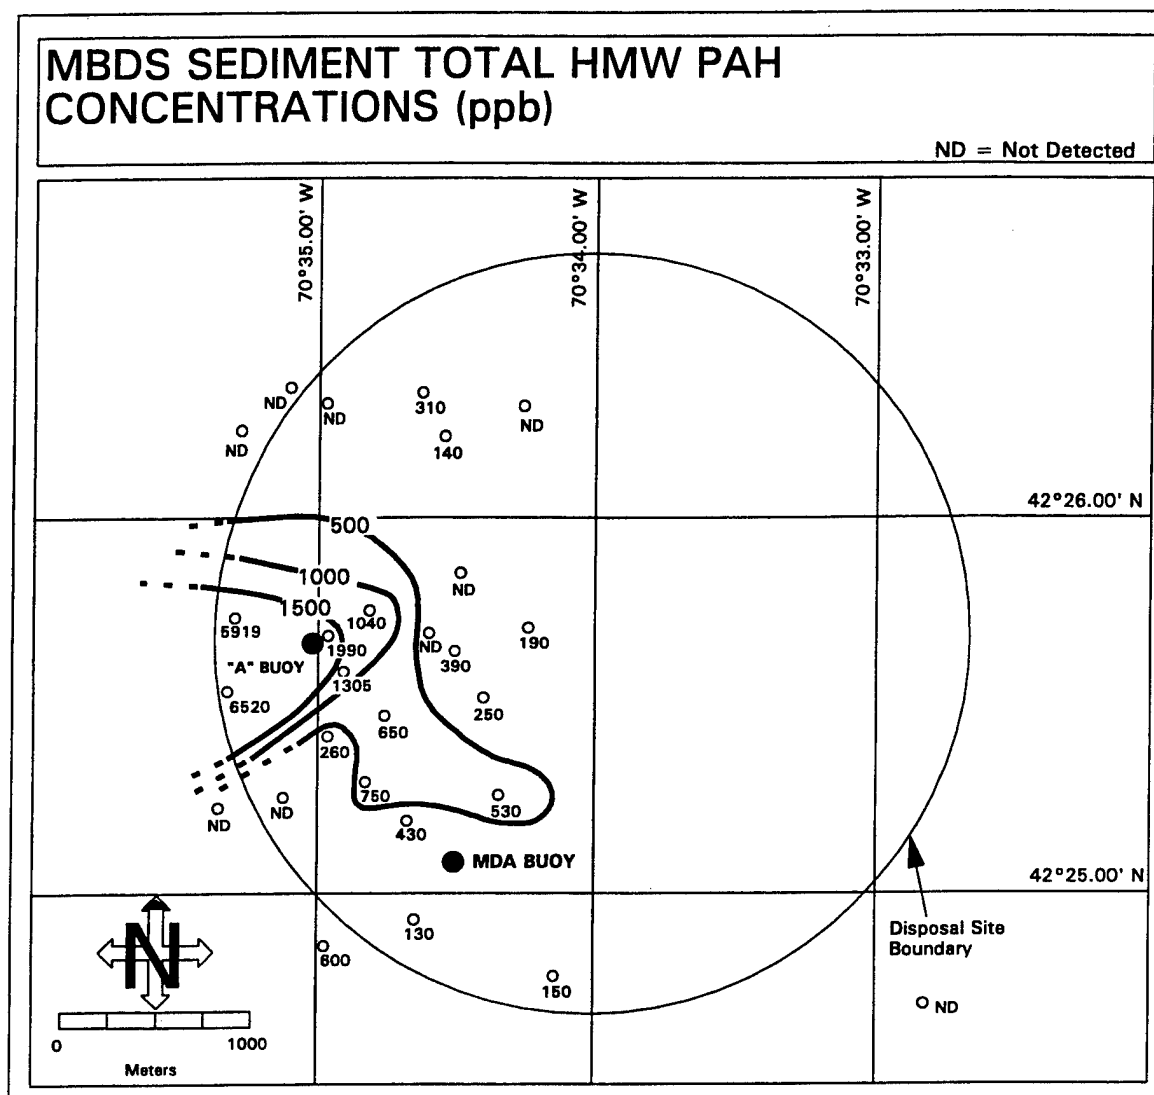 MBDS SEDIMENT TOTAL HMW PAH
CONCENTRATIONS (ppb)
ND = Not Detected
70°35.00' W
70°34.00' W
70°33.00' W
ND
ND
310
ND
ND
140
42°26.00' N
500
1000
ND
1500
5919
1040
1990
ND
190
"A" BUOY
390
1305
6520
250
650
260
750
530
ND
ND
430
MDA BUOY
42°25.00' N
130
Disposal Site
Boundary
600
150
ND
N
0
1000
Meters